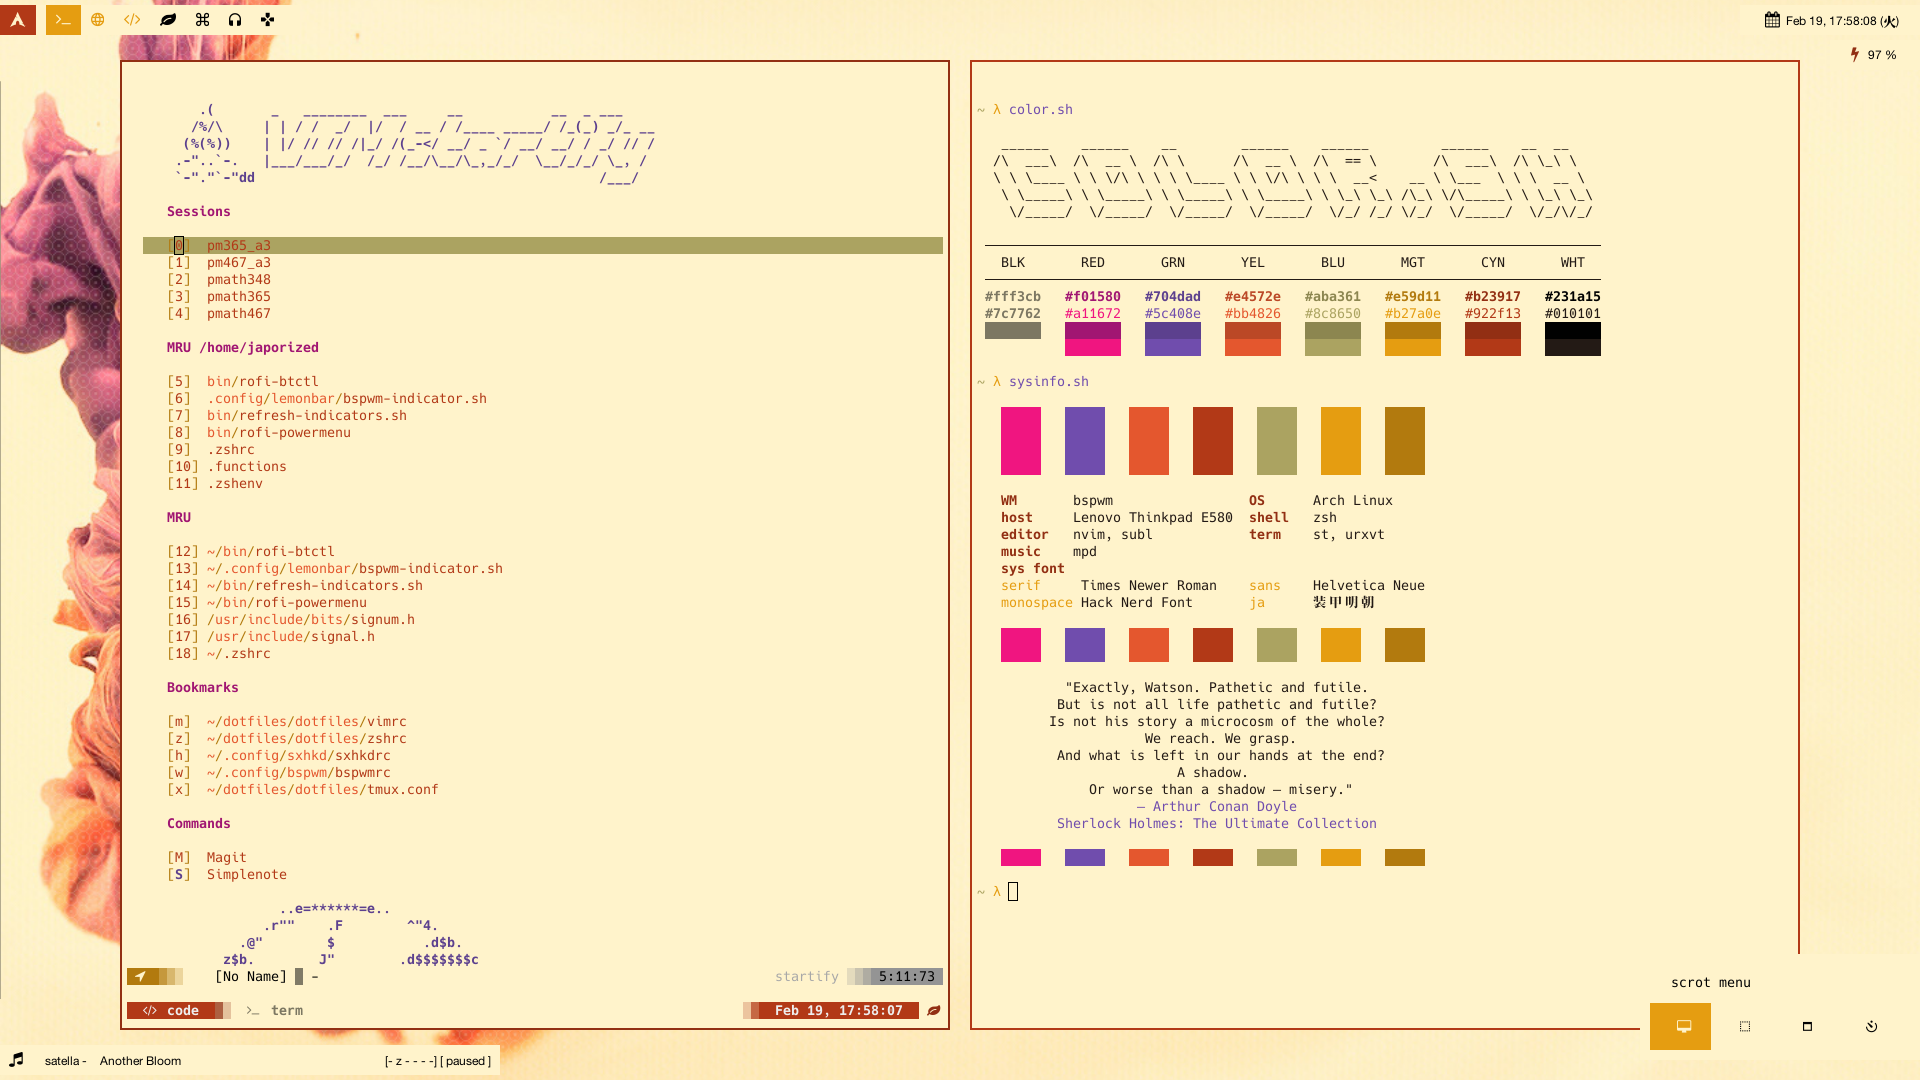 Feb 19, 17:58:08 (火)
97 %
Sessions
[0] pm365_a3
[1] pm467_a3
[2] pmath348
[3] pmath365
[4] pmath467
MRU /home/japorized
[5] bin/rofi-btctl
[6] .config/lemonbar/bspwm-indicator.sh
[7] bin/refresh-indicators.sh
[8] bin/rofi-powermenu
[9] .zshrc
[10] .functions
[11] .zshenv
MRU
[12] ~/bin/rofi-btctl
[13] ~/.config/lemonbar/bspwm-indicator.sh
[14] ~/bin/refresh-indicators.sh
[15] ~/bin/rofi-powermenu
[16] /usr/include/bits/signum.h
[17] /usr/include/signal.h
[18] ~/.zshrc
Bookmarks
[m] ~/dotfiles/dotfiles/vimrc
[z] ~/dotfiles/dotfiles/zshrc
[h] ~/.config/sxhkd/sxhkdrc
[w] ~/.config/bspwm/bspwmrc
[x] ~/dotfiles/dotfiles/tmux.conf
Commands
[M] Magit
[S] Simplenote
[No Name] - startify 5:11:73
</> code >_ term Feb 19, 17:58:07
~ λ color.sh
COLOR.SH
BLK RED GRN YEL BLU MGT CYN WHT
#fff3cb #f01580 #704dad #e4572e #aba361 #e59d11 #b23917 #231a15
#7c7762 #a11672 #5c408e #bb4826 #8c8650 #b27a0e #922f13 #010101
~ λ sysinfo.sh
WM bspwm OS Arch Linux
host Lenovo Thinkpad E580 shell zsh
editor nvim, subl term st, urxvt
music mpd
sys font
serif Times Newer Roman sans Helvetica Neue
monospace Hack Nerd Font ja 装甲明朝
"Exactly, Watson. Pathetic and futile.
But is not all life pathetic and futile?
Is not his story a microcosm of the whole?
We reach. We grasp.
And what is left in our hands at the end?
A shadow.
Or worse than a shadow — misery."
— Arthur Conan Doyle
Sherlock Holmes: The Ultimate Collection
~ λ
scrot menu
satella - Another Bloom [- z - - - -] [ paused ]